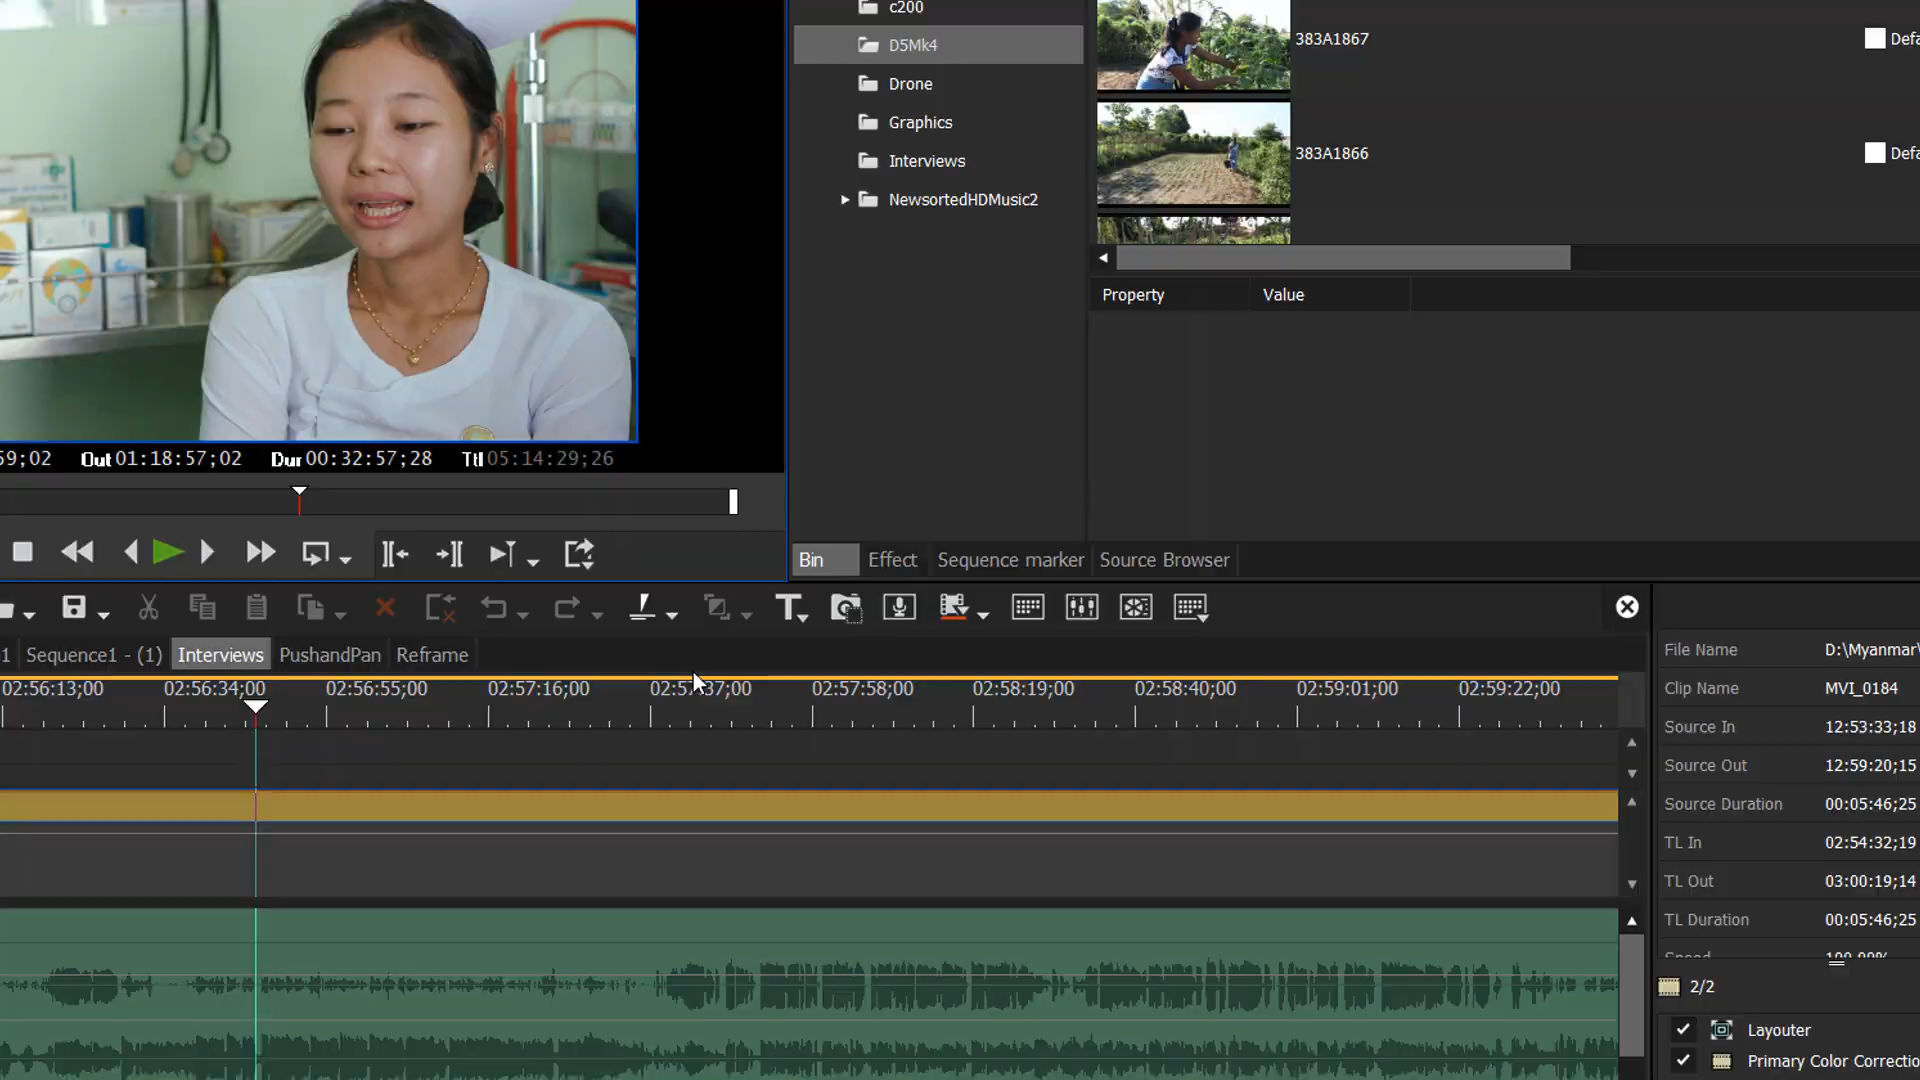 c200
D5Mk4
Drone
Graphics
Interviews
NewsortedHDMusic2
383A1867
Defa
383A1866
Defa
Property Value
59;02 Out 01:18:57;02 Dur 00:32:57;28 Ttl 05:14:29;26
Bin Effect Sequence marker Source Browser
1 Sequence1 - (1) Interviews PushandPan Reframe
02:56:13;00 02:56:34;00 02:56:55;00 02:57:16;00 02:57:37;00 02:57:58;00 02:58:19;00 02:58:40;00 02:59:01;00 02:59:22;00
File Name D:\Myanmar\
Clip Name MVI_0184
Source In 12:53:33;18
Source Out 12:59:20;15
Source Duration 00:05:46;25
TL In 02:54:32;19
TL Out 03:00:19;14
TL Duration 00:05:46;25
Speed 100.00%
2/2
Layouter
Primary Color Correctio